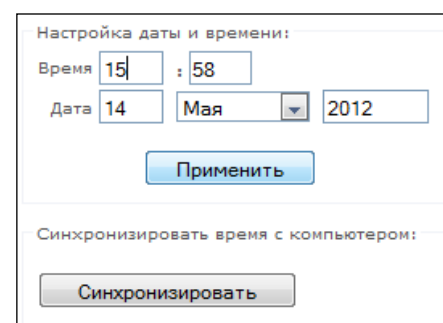 Настройка даты и времени:
Время 15 : 58
Дата 14 Мая 2012
Применить
Синхронизировать время с компьютером:
Синхронизировать